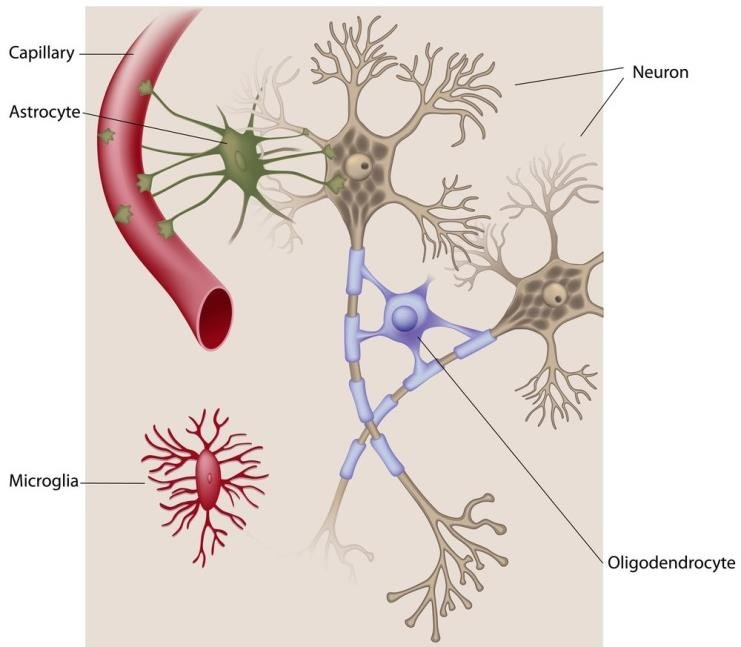 Capillary
Neuron
Astrocyte
Microglia
Oligodendrocyte